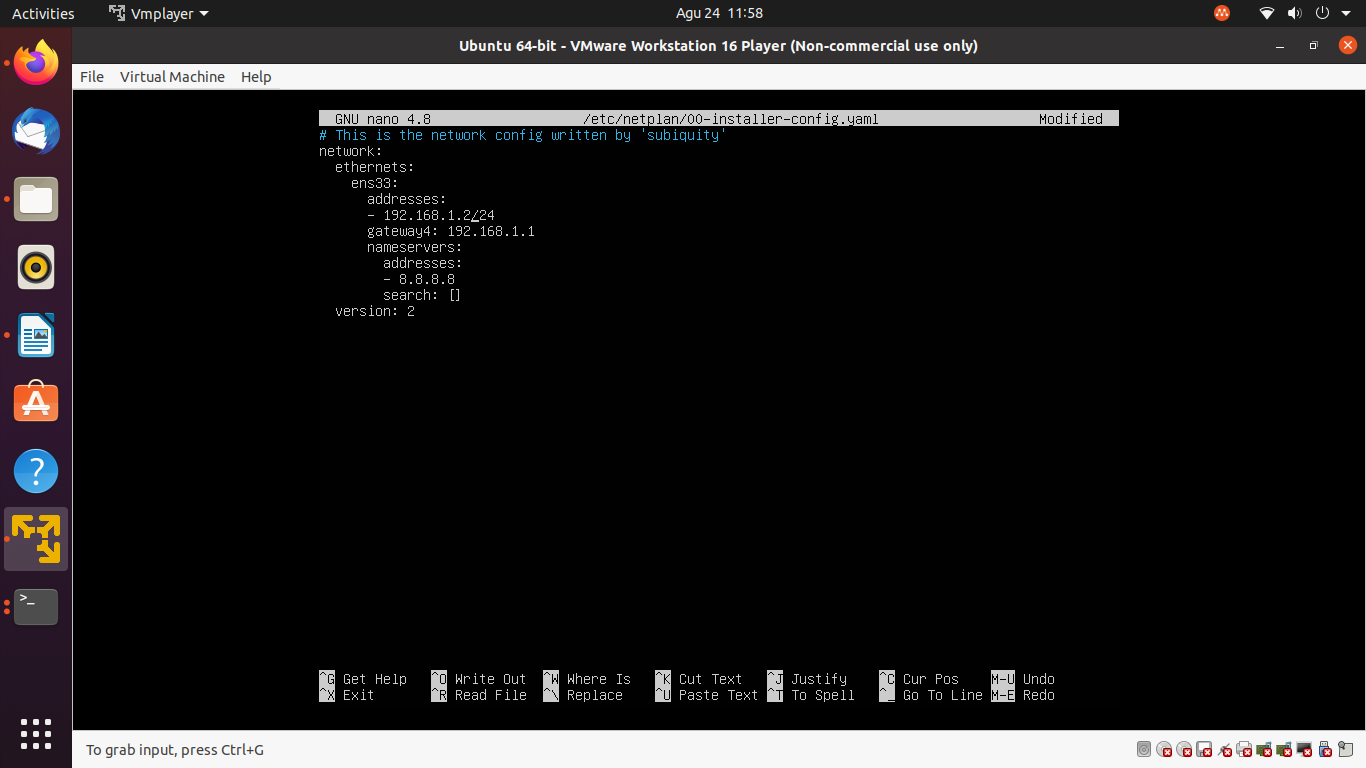 Activities Vmplayer Agu 24 11:58
Ubuntu 64-bit - VMware Workstation 16 Player (Non-commercial use only)
File Virtual Machine Help
GNU nano 4.8 /etc/netplan/00-installer-config.yaml Modified
# This is the network config written by 'subiquity'
network:
  ethernets:
    ens33:
      addresses:
      - 192.168.1.2/24
      gateway4: 192.168.1.1
      nameservers:
        addresses:
        - 8.8.8.8
        search: []
  version: 2
^G Get Help ^O Write Out ^W Where Is ^K Cut Text ^J Justify ^C Cur Pos M-U Undo
^X Exit ^R Read File ^\ Replace ^U Paste Text ^T To Spell ^_ Go To Line M-E Redo
To grab input, press Ctrl+G